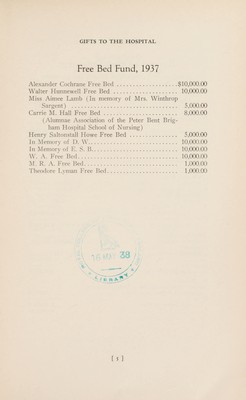 GIFTS TO THE HOSPITAL
Free Bed Fund, 1937
Alexander Cochrane Free Bed ....................$10,000.00
Walter Hunnewell Free Bed .................... 10,000.00
Miss Aimee Lamb (In memory of Mrs. Winthrop
Sargent) .................................... 5,000.00
Carrie M. Hall Free Bed ....................... 8,000.00
(Alumnae Association of the Peter Bent Brig-
ham Hospital School of Nursing)
Henry Saltonstall Howe Free Bed ............... 5,000.00
In Memory of D. W............................. 10,000.00
In Memory of E. S. B........................... 10,000.00
W. A. Free Bed................................ 10,000.00
M. R. A. Free Bed.............................. 1,000.00
Theodore Lyman Free Bed....................... 1,000.00
38
LIBRARY